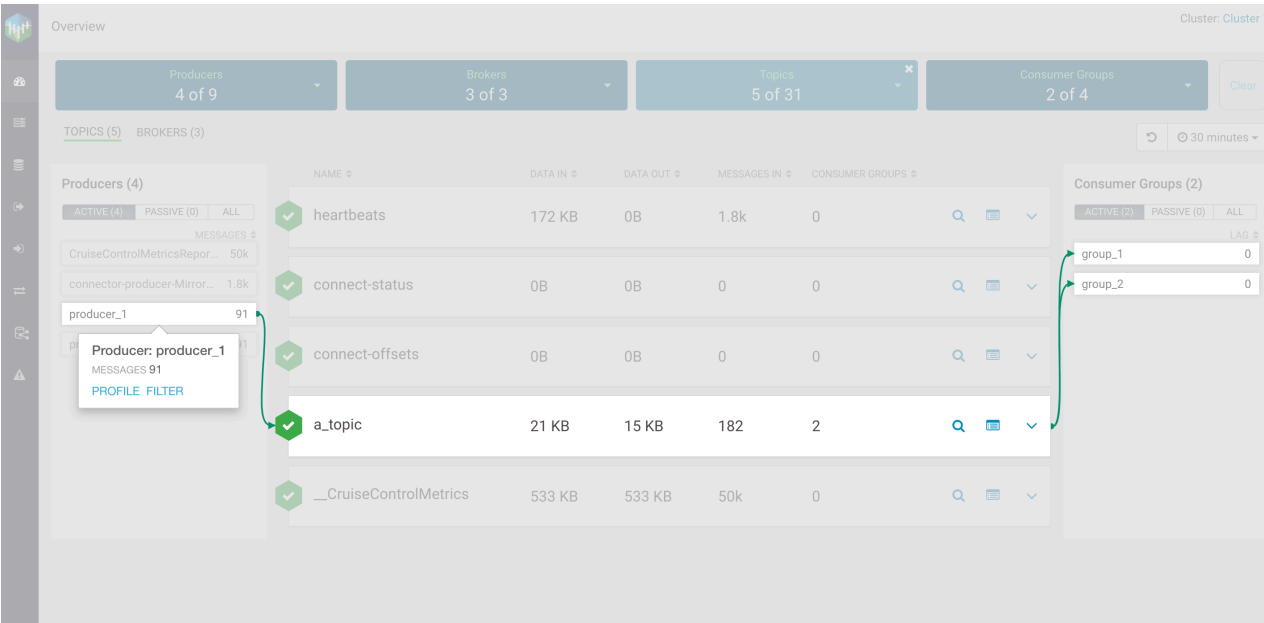 Overview
Cluster: Cluster
Producers
4 of 9
Brokers
3 of 3
Topics
5 of 31
Consumer Groups
2 of 4
Clear
TOPICS (5) BROKERS (3)
30 minutes
Producers (4)
ACTIVE (4) PASSIVE (0) ALL
MESSAGES
CruiseControlMetricsRepor... 50k
connector-producer-Mirror... 1.8k
producer_1 91
Producer: producer_1
MESSAGES 91
PROFILE FILTER
NAME DATA IN DATA OUT MESSAGES IN CONSUMER GROUPS
heartbeats 172 KB 0B 1.8k 0
connect-status 0B 0B 0 0
connect-offsets 0B 0B 0 0
a_topic 21 KB 15 KB 182 2
__CruiseControlMetrics 533 KB 533 KB 50k 0
Consumer Groups (2)
ACTIVE (2) PASSIVE (0) ALL
LAG
group_1 0
group_2 0